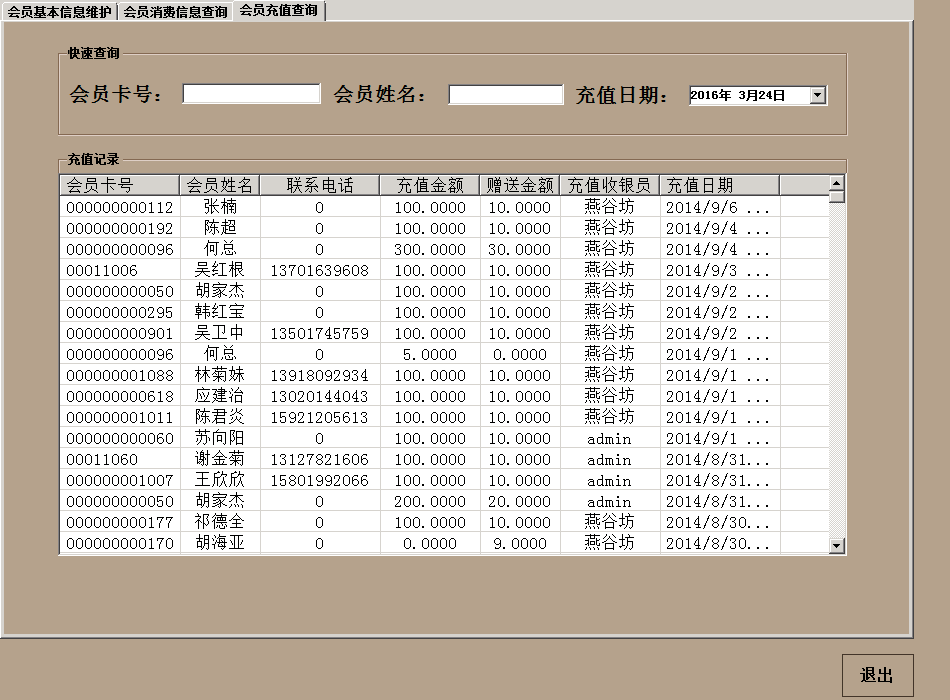 会员基本信息维护 会员消费信息查询 会员充值查询
快速查询
会员卡号： 会员姓名： 充值日期： 2016年 3月24日
充值记录
会员卡号 会员姓名 联系电话 充值金额 赠送金额 充值收银员 充值日期
000000000112 张楠 0 100.0000 10.0000 燕谷坊 2014/9/6 ...
000000000192 陈超 0 100.0000 10.0000 燕谷坊 2014/9/4 ...
000000000096 何总 0 300.0000 30.0000 燕谷坊 2014/9/4 ...
00011006 吴红根 13701639608 100.0000 10.0000 燕谷坊 2014/9/3 ...
000000000050 胡家杰 0 100.0000 10.0000 燕谷坊 2014/9/2 ...
000000000295 韩红宝 0 100.0000 10.0000 燕谷坊 2014/9/2 ...
000000000901 吴卫中 13501745759 100.0000 10.0000 燕谷坊 2014/9/2 ...
000000000096 何总 0 5.0000 0.0000 燕谷坊 2014/9/1 ...
000000001088 林菊妹 13918092934 100.0000 10.0000 燕谷坊 2014/9/1 ...
000000000618 应建治 13020144043 100.0000 10.0000 燕谷坊 2014/9/1 ...
000000001011 陈君炎 15921205613 100.0000 10.0000 燕谷坊 2014/9/1 ...
000000000060 苏向阳 0 100.0000 10.0000 admin 2014/9/1 ...
00011060 谢金菊 13127821606 100.0000 10.0000 admin 2014/8/31...
000000001007 王欣欣 15801992066 100.0000 10.0000 admin 2014/8/31...
000000000050 胡家杰 0 200.0000 20.0000 admin 2014/8/31...
000000000177 祁德全 0 100.0000 10.0000 燕谷坊 2014/8/30...
000000000170 胡海亚 0 0.0000 9.0000 燕谷坊 2014/8/30...
退出